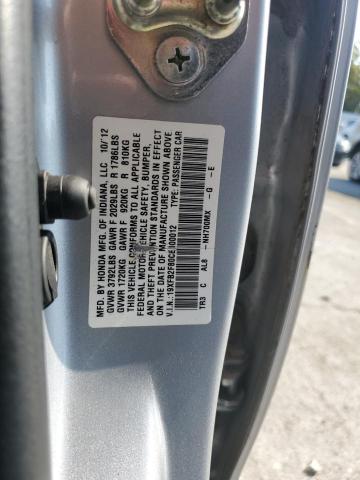 MFD. BY HONDA MFG. OF INDIANA, LLC 10/12
GVWR 3792LBS GAWR F 2028LBS R 1786LBS
GVWR 1720KG GAWR F 920KG R 810KG
THIS VEHICLE CONFORMS TO ALL APPLICABLE
FEDERAL MOTOR VEHICLE SAFETY, BUMPER,
AND THEFT PREVENTION STANDARDS IN EFFECT
ON THE DATE OF MANUFACTURE SHOWN ABOVE.
V.I.N.: 19XFB2F80CE100012 TYPE: PASSENGER CAR
TR3 C AL8 - NH700MX - G - E